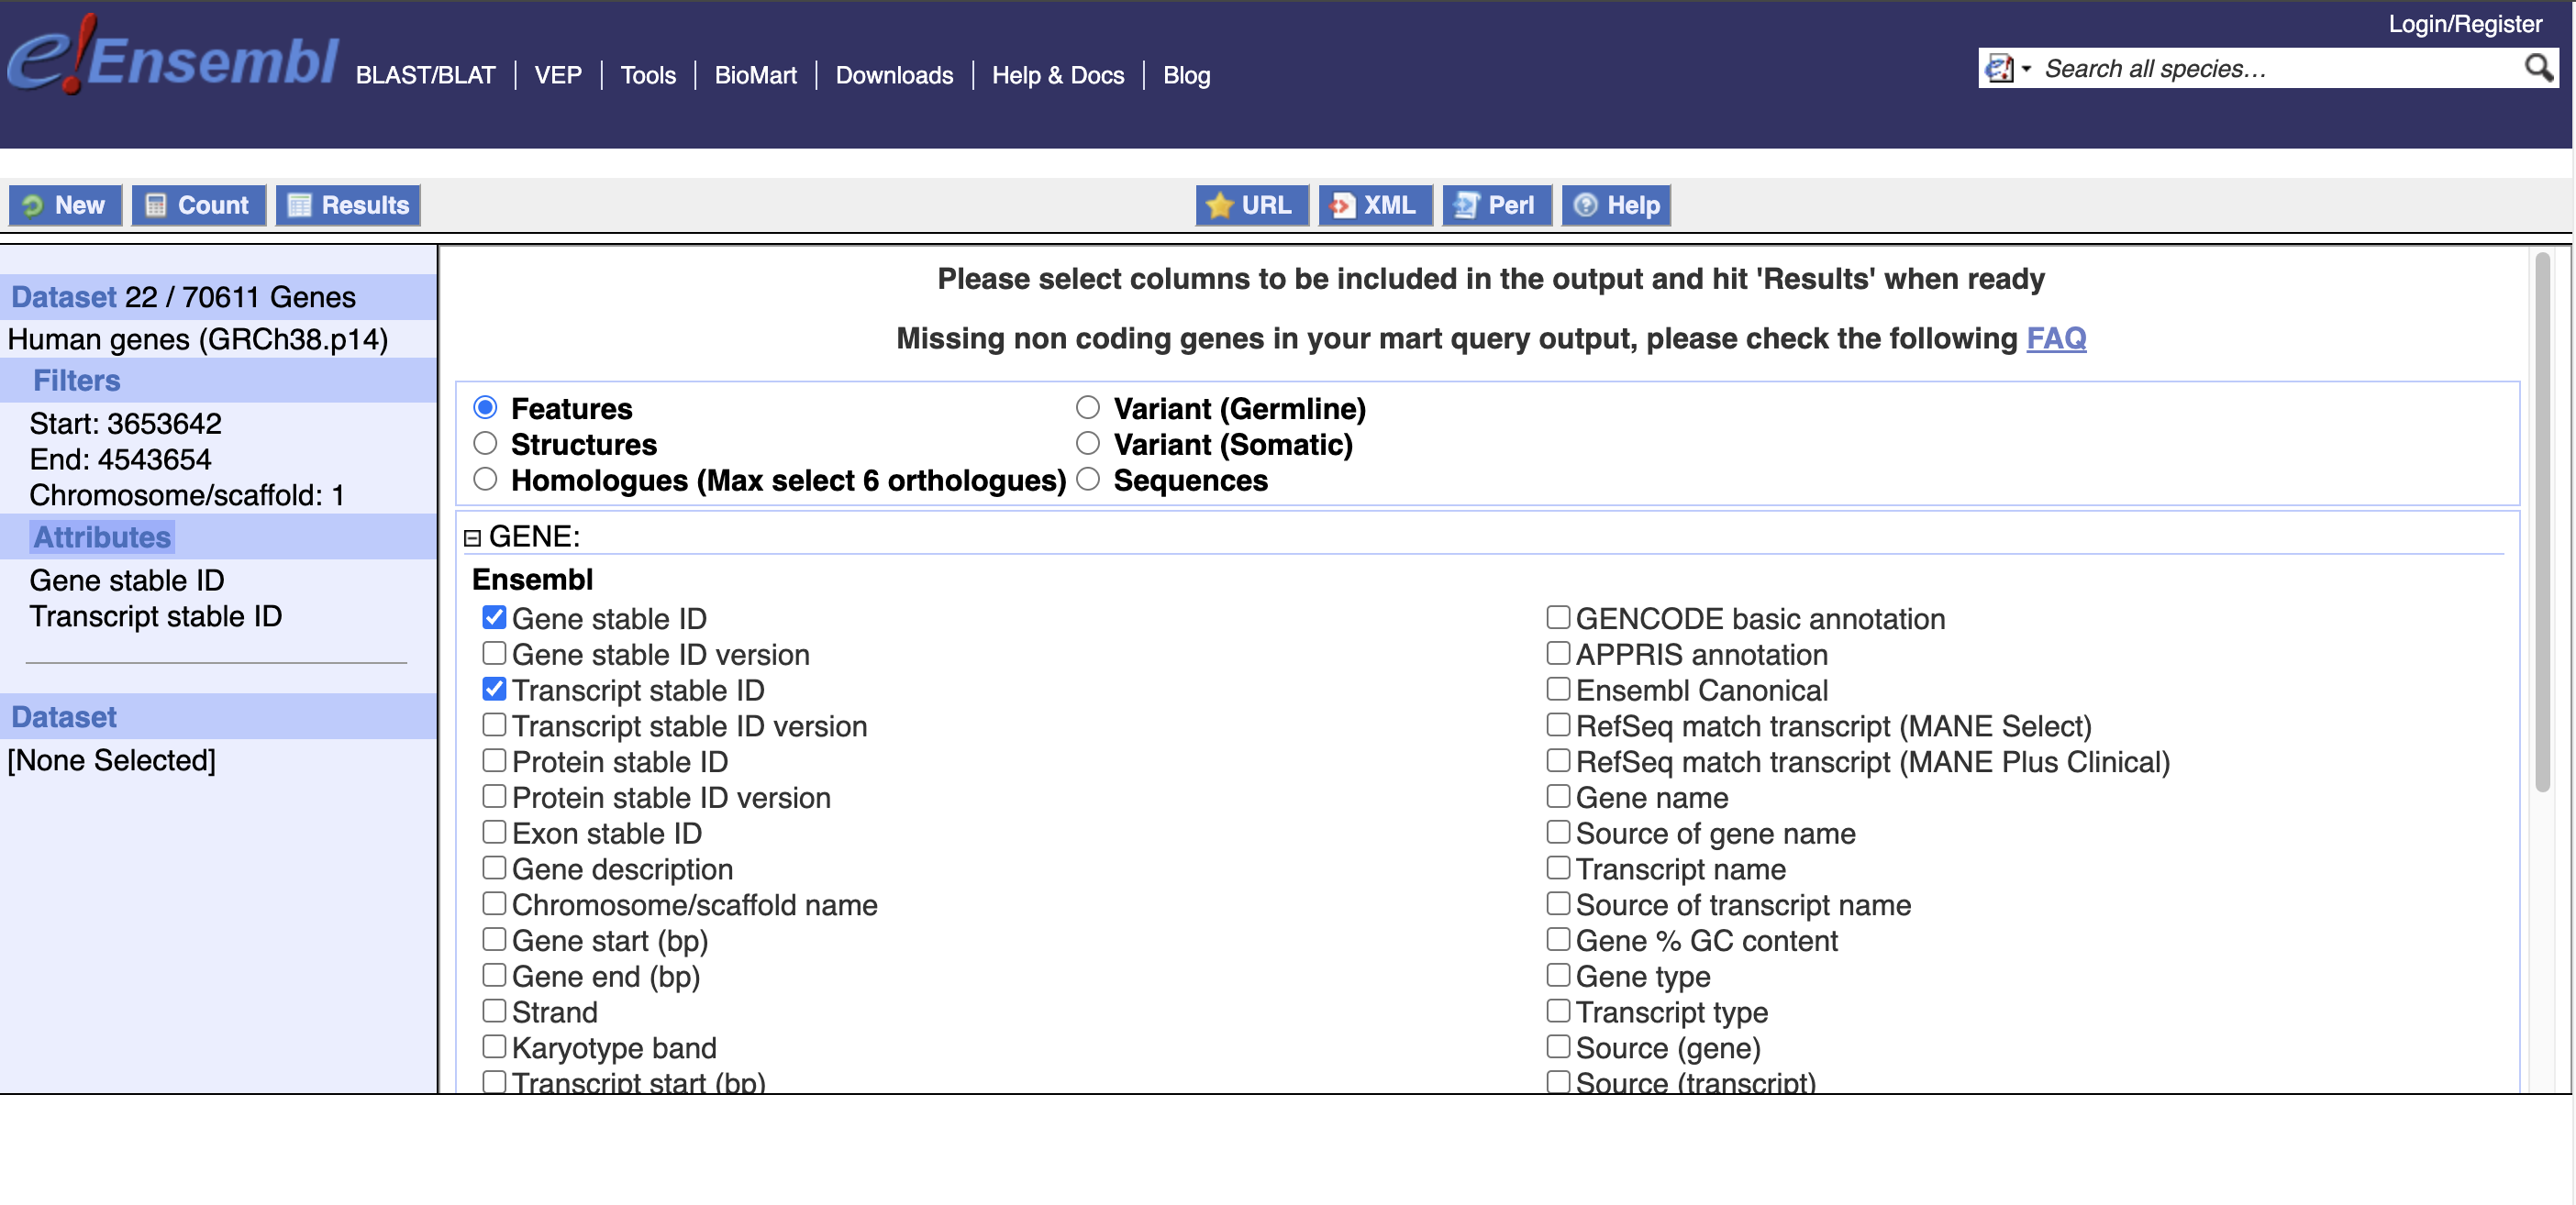 Login/Register
e!Ensembl BLAST/BLAT VEP Tools BioMart Downloads Help & Docs Blog
Search all species...
New Count Results URL XML Perl Help
Dataset 22 / 70611 Genes
Human genes (GRCh38.p14)
Filters
Start: 3653642
End: 4543654
Chromosome/scaffold: 1
Attributes
Gene stable ID
Transcript stable ID
Dataset
[None Selected]
Please select columns to be included in the output and hit 'Results' when ready
Missing non coding genes in your mart query output, please check the following FAQ
Features
Structures
Homologues (Max select 6 orthologues)
Variant (Germline)
Variant (Somatic)
Sequences
GENE:
Ensembl
Gene stable ID
Gene stable ID version
Transcript stable ID
Transcript stable ID version
Protein stable ID
Protein stable ID version
Exon stable ID
Gene description
Chromosome/scaffold name
Gene start (bp)
Gene end (bp)
Strand
Karyotype band
Transcript start (bp)
GENCODE basic annotation
APPRIS annotation
Ensembl Canonical
RefSeq match transcript (MANE Select)
RefSeq match transcript (MANE Plus Clinical)
Gene name
Source of gene name
Transcript name
Source of transcript name
Gene % GC content
Gene type
Transcript type
Source (gene)
Source (transcript)